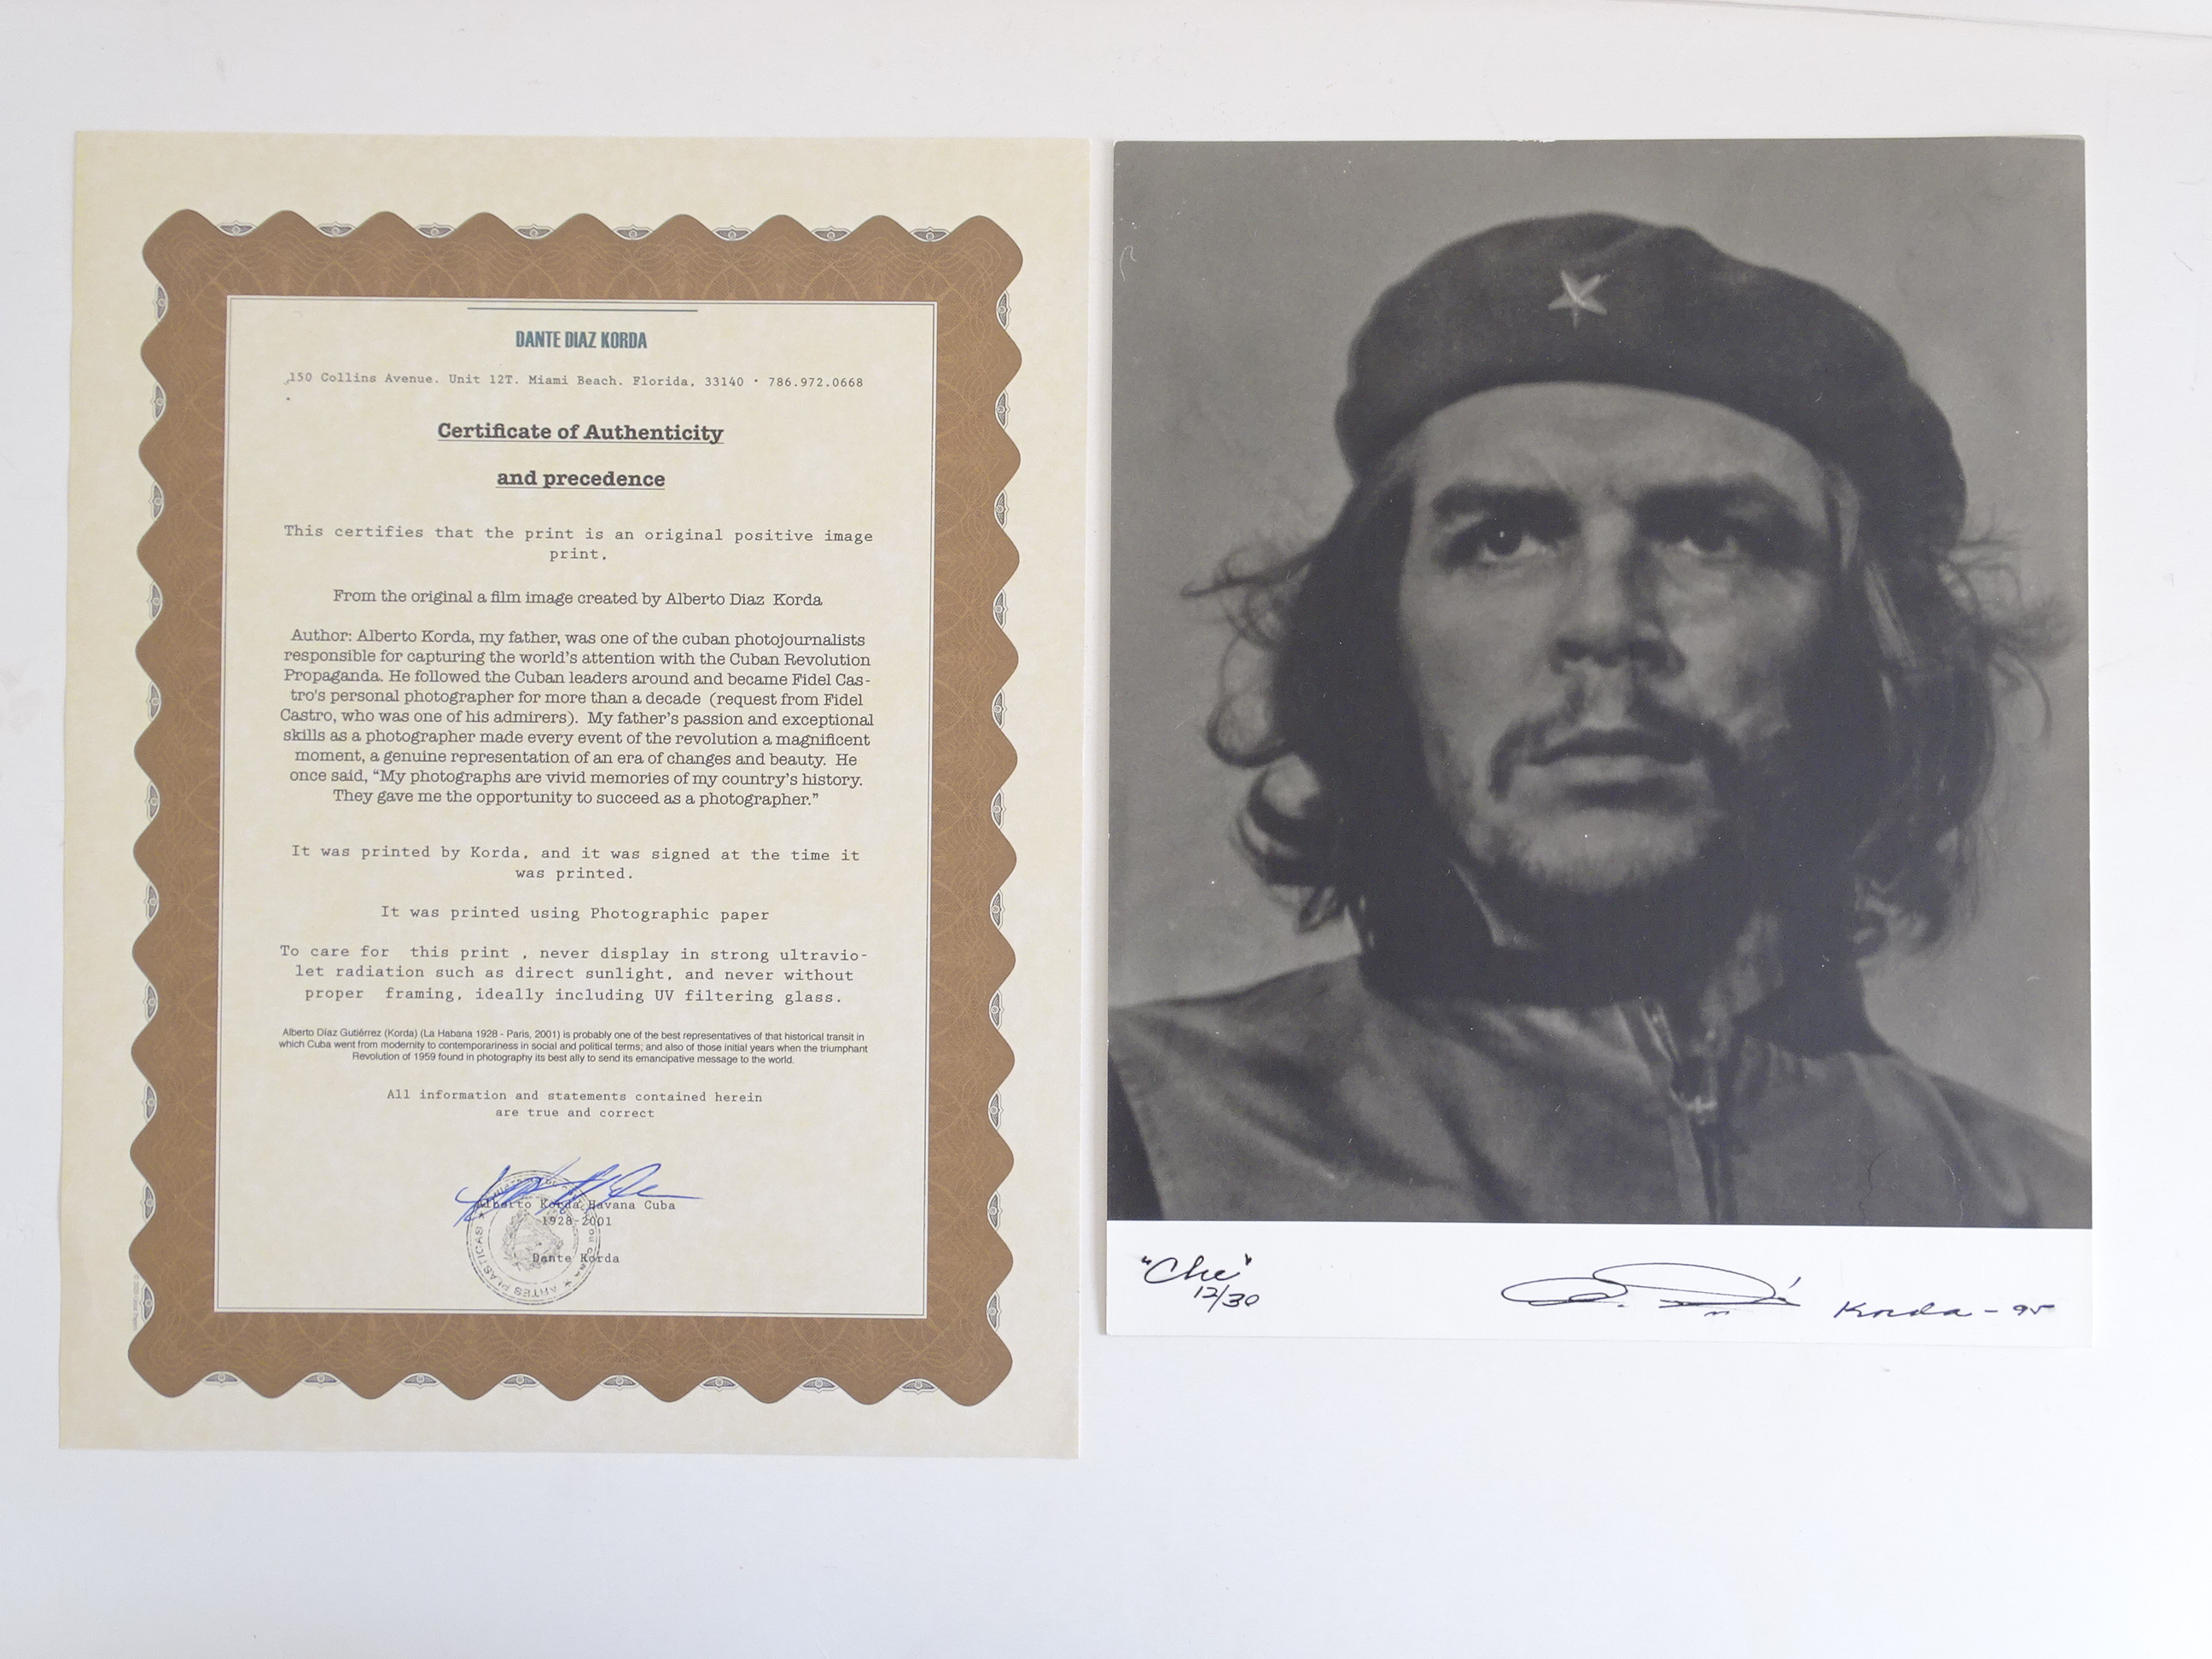 DANTE DIAZ KORDA
150 Collins Avenue. Unit 12T. Miami Beach. Florida, 33140 · 786.972.0668
Certificate of Authenticity
and precedence
This certifies that the print is an original positive image
print.
From the original a film image created by Alberto Diaz Korda
Author: Alberto Korda, my father, was one of the cuban photojournalists
responsible for capturing the world's attention with the Cuban Revolution
Propaganda. He followed the Cuban leaders around and became Fidel Cas-
tro's personal photographer for more than a decade (request from Fidel
Castro, who was one of his admirers). My father's passion and exceptional
skills as a photographer made every event of the revolution a magnificent
moment, a genuine representation of an era of changes and beauty. He
once said, "My photographs are vivid memories of my country's history.
They gave me the opportunity to succeed as a photographer."
It was printed by Korda, and it was signed at the time it
was printed.
It was printed using Photographic paper
To care for this print , never display in strong ultravio-
let radiation such as direct sunlight, and never without
proper framing, ideally including UV filtering glass.
Alberto Díaz Gutiérrez (Korda) (La Habana 1928 - Paris, 2001) is probably one of the best representatives of that historical transit in
which Cuba went from modernity to contemporariness in social and political terms; and also of those initial years when the triumphant
Revolution of 1959 found in photography its best ally to send its emancipative message to the world.
All information and statements contained herein
are true and correct
Alberto Korda Havana Cuba
1928-2001
Dante Korda
ARTES PLASTICAS
"Che"
12/30
Korda - 95